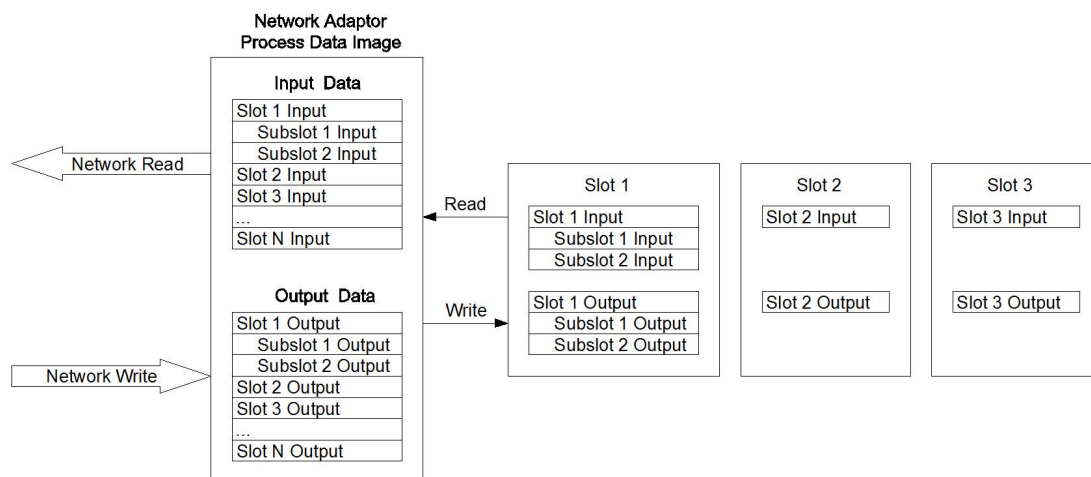 Network Adaptor
Process Data Image
Input Data
Slot 1 Input
Subslot 1 Input
Subslot 2 Input
Slot 2 Input
Slot 3 Input
...
Slot N Input
Network Read
Output Data
Slot 1 Output
Subslot 1 Output
Subslot 2 Output
Slot 2 Output
Slot 3 Output
...
Slot N Output
Network Write
Read
Write
Slot 1
Slot 1 Input
Subslot 1 Input
Subslot 2 Input
Slot 1 Output
Subslot 1 Output
Subslot 2 Output
Slot 2
Slot 2 Input
Slot 2 Output
Slot 3
Slot 3 Input
Slot 3 Output